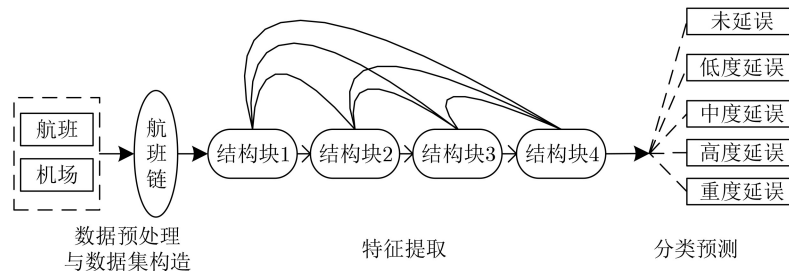 航班
机场
航班链
结构块1
结构块2
结构块3
结构块4
未延误
低度延误
中度延误
高度延误
重度延误
数据预处理
与数据集构造
特征提取
分类预测